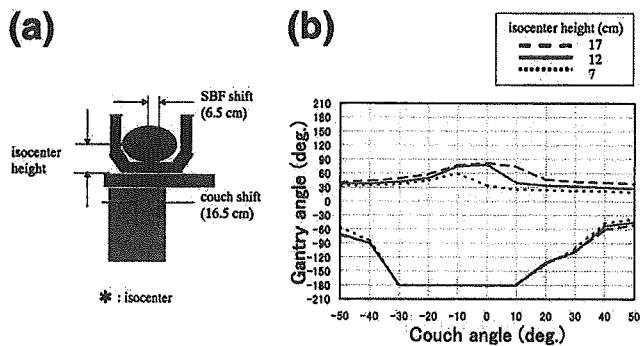 (a)
SBF shift
(6.5 cm)
isocenter
height
couch shift
(16.5 cm)
* : isocenter
(b)
isocenter height (cm)
17
12
7
Gantry angle (deg.)
210
180
150
120
90
60
30
0
-30
-60
-90
-120
-150
-180
-210
-50 -40 -30 -20 -10 0 10 20 30 40 50
Couch angle (deg.)